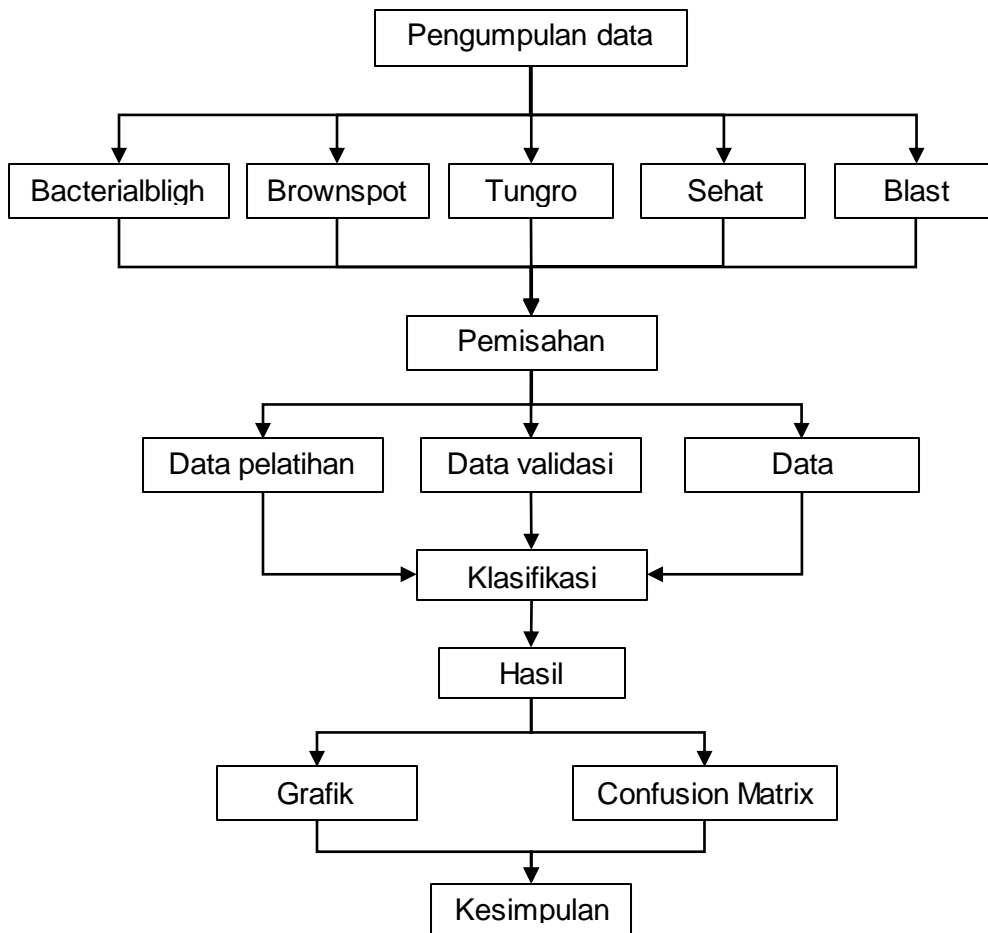 Pengumpulan data
Bacterialbligh
Brownspot
Tungro
Sehat
Blast
Pemisahan
Data pelatihan
Data validasi
Data
Klasifikasi
Hasil
Grafik
Confusion Matrix
Kesimpulan